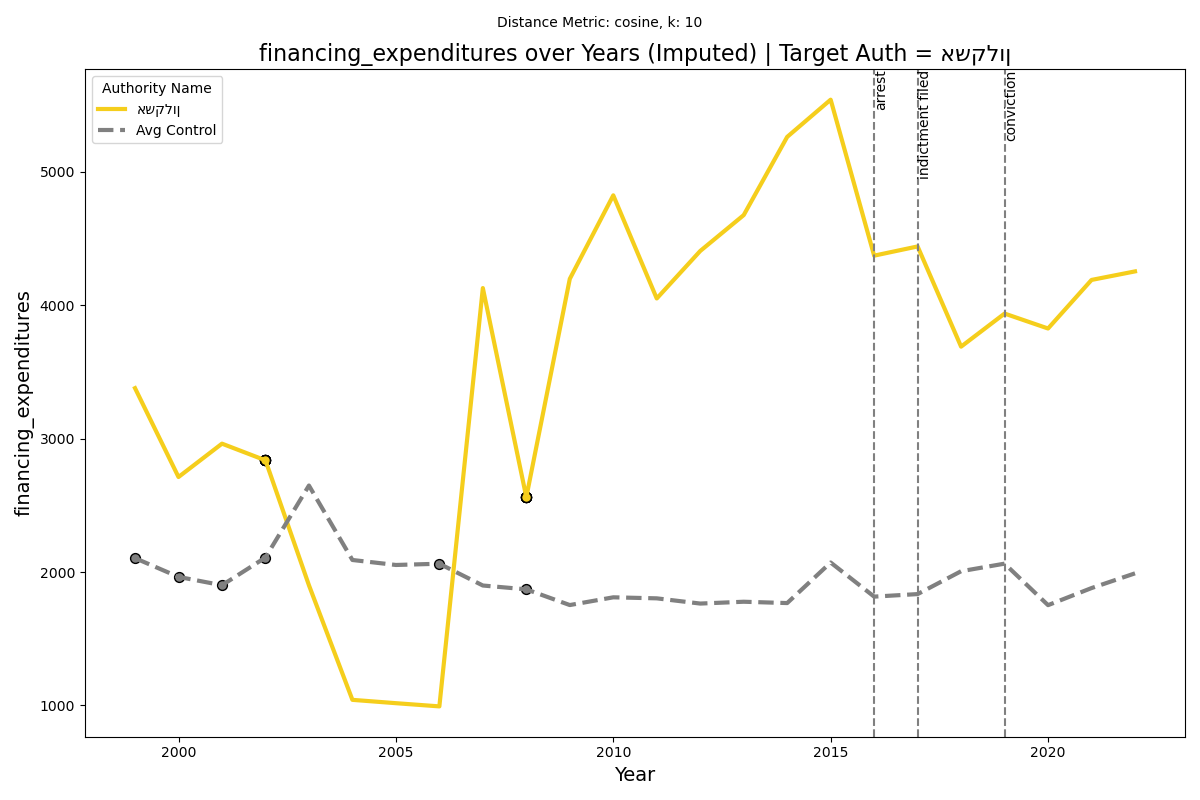 Distance Metric: cosine, k: 10
financing_expenditures over Years (Imputed) | Target Auth = אשקלון
Authority Name
אשקלון
Avg Control
arrest
indictment filed
conviction
financing_expenditures
5000
4000
3000
2000
1000
2000
2005
2010
2015
2020
Year